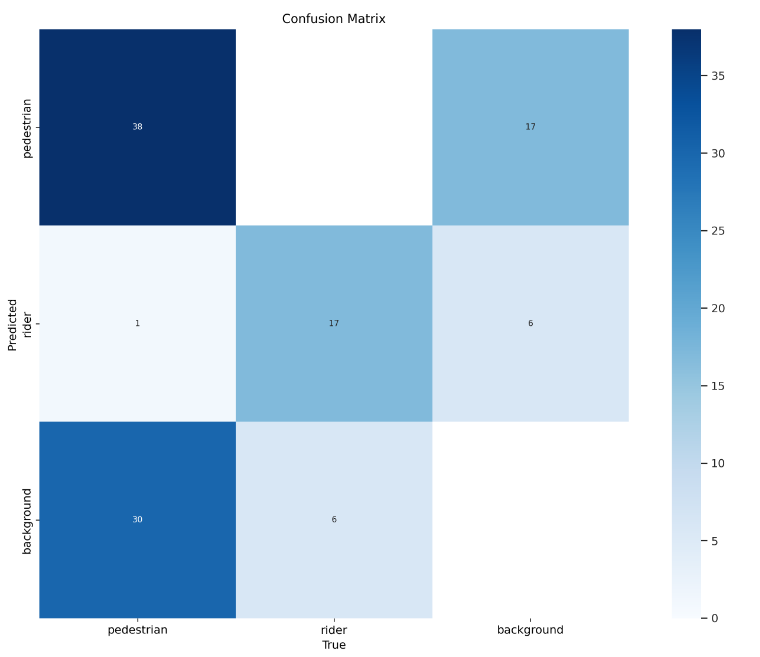 Confusion Matrix
pedestrian
38
17
35
30
25
20
15
10
5
0
Predicted
rider
1
17
6
background
30
6
pedestrian
rider
background
True